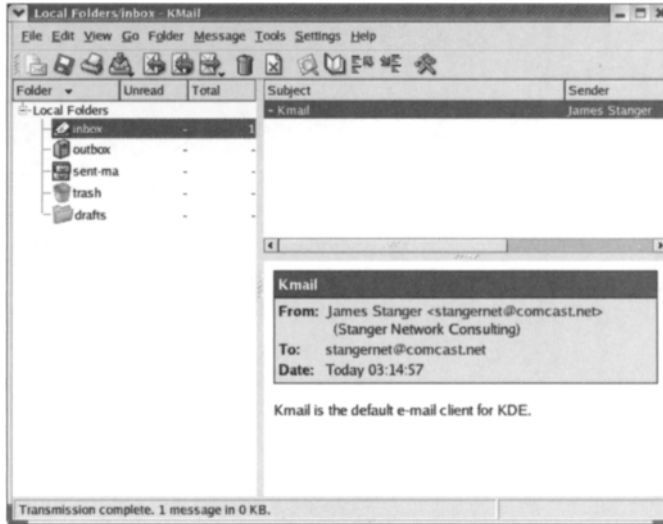 Local Folders/inbox - KMail
File Edit View Go Folder Message Tools Settings Help
Folder Unread Total
Local Folders
inbox - 1
outbox - -
sent-ma - -
trash - -
drafts - -
Subject Sender
- Kmail James Stanger
Kmail
From: James Stanger <stangernet@comcast.net>
(Stanger Network Consulting)
To: stangernet@comcast.net
Date: Today 03:14:57
Kmail is the default e-mail client for KDE.
Transmission complete. 1 message in 0 KB.